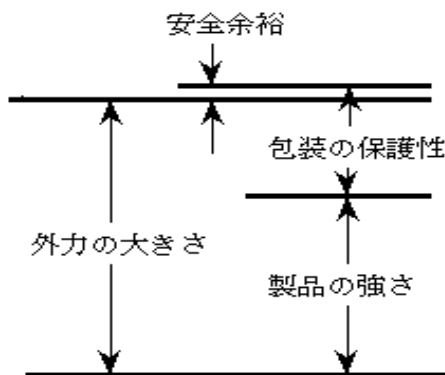 安全余裕
包装の保護性
外力の大きさ
製品の強さ